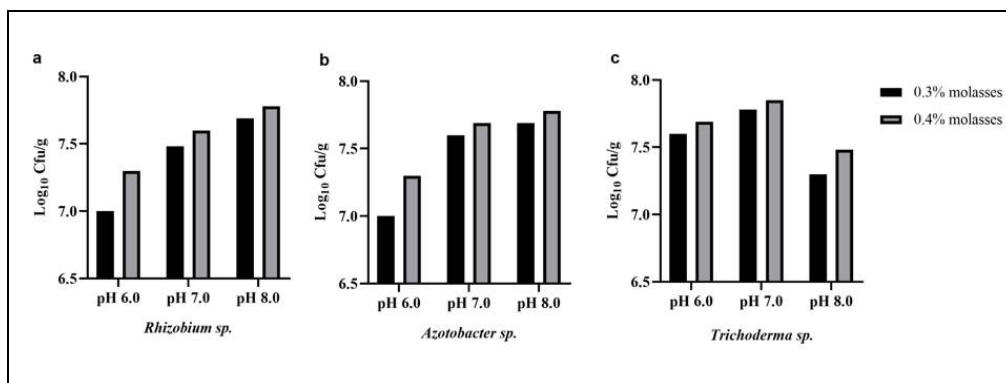 a
8.0
7.5
7.0
6.5
Log10 Cfu/g
pH 6.0 pH 7.0 pH 8.0
Rhizobium sp.
b
8.0
7.5
7.0
6.5
Log10 Cfu/g
pH 6.0 pH 7.0 pH 8.0
Azotobacter sp.
c
8.0
7.5
7.0
6.5
Log10 Cfu/g
pH 6.0 pH 7.0 pH 8.0
Trichoderma sp.
0.3% molasses
0.4% molasses